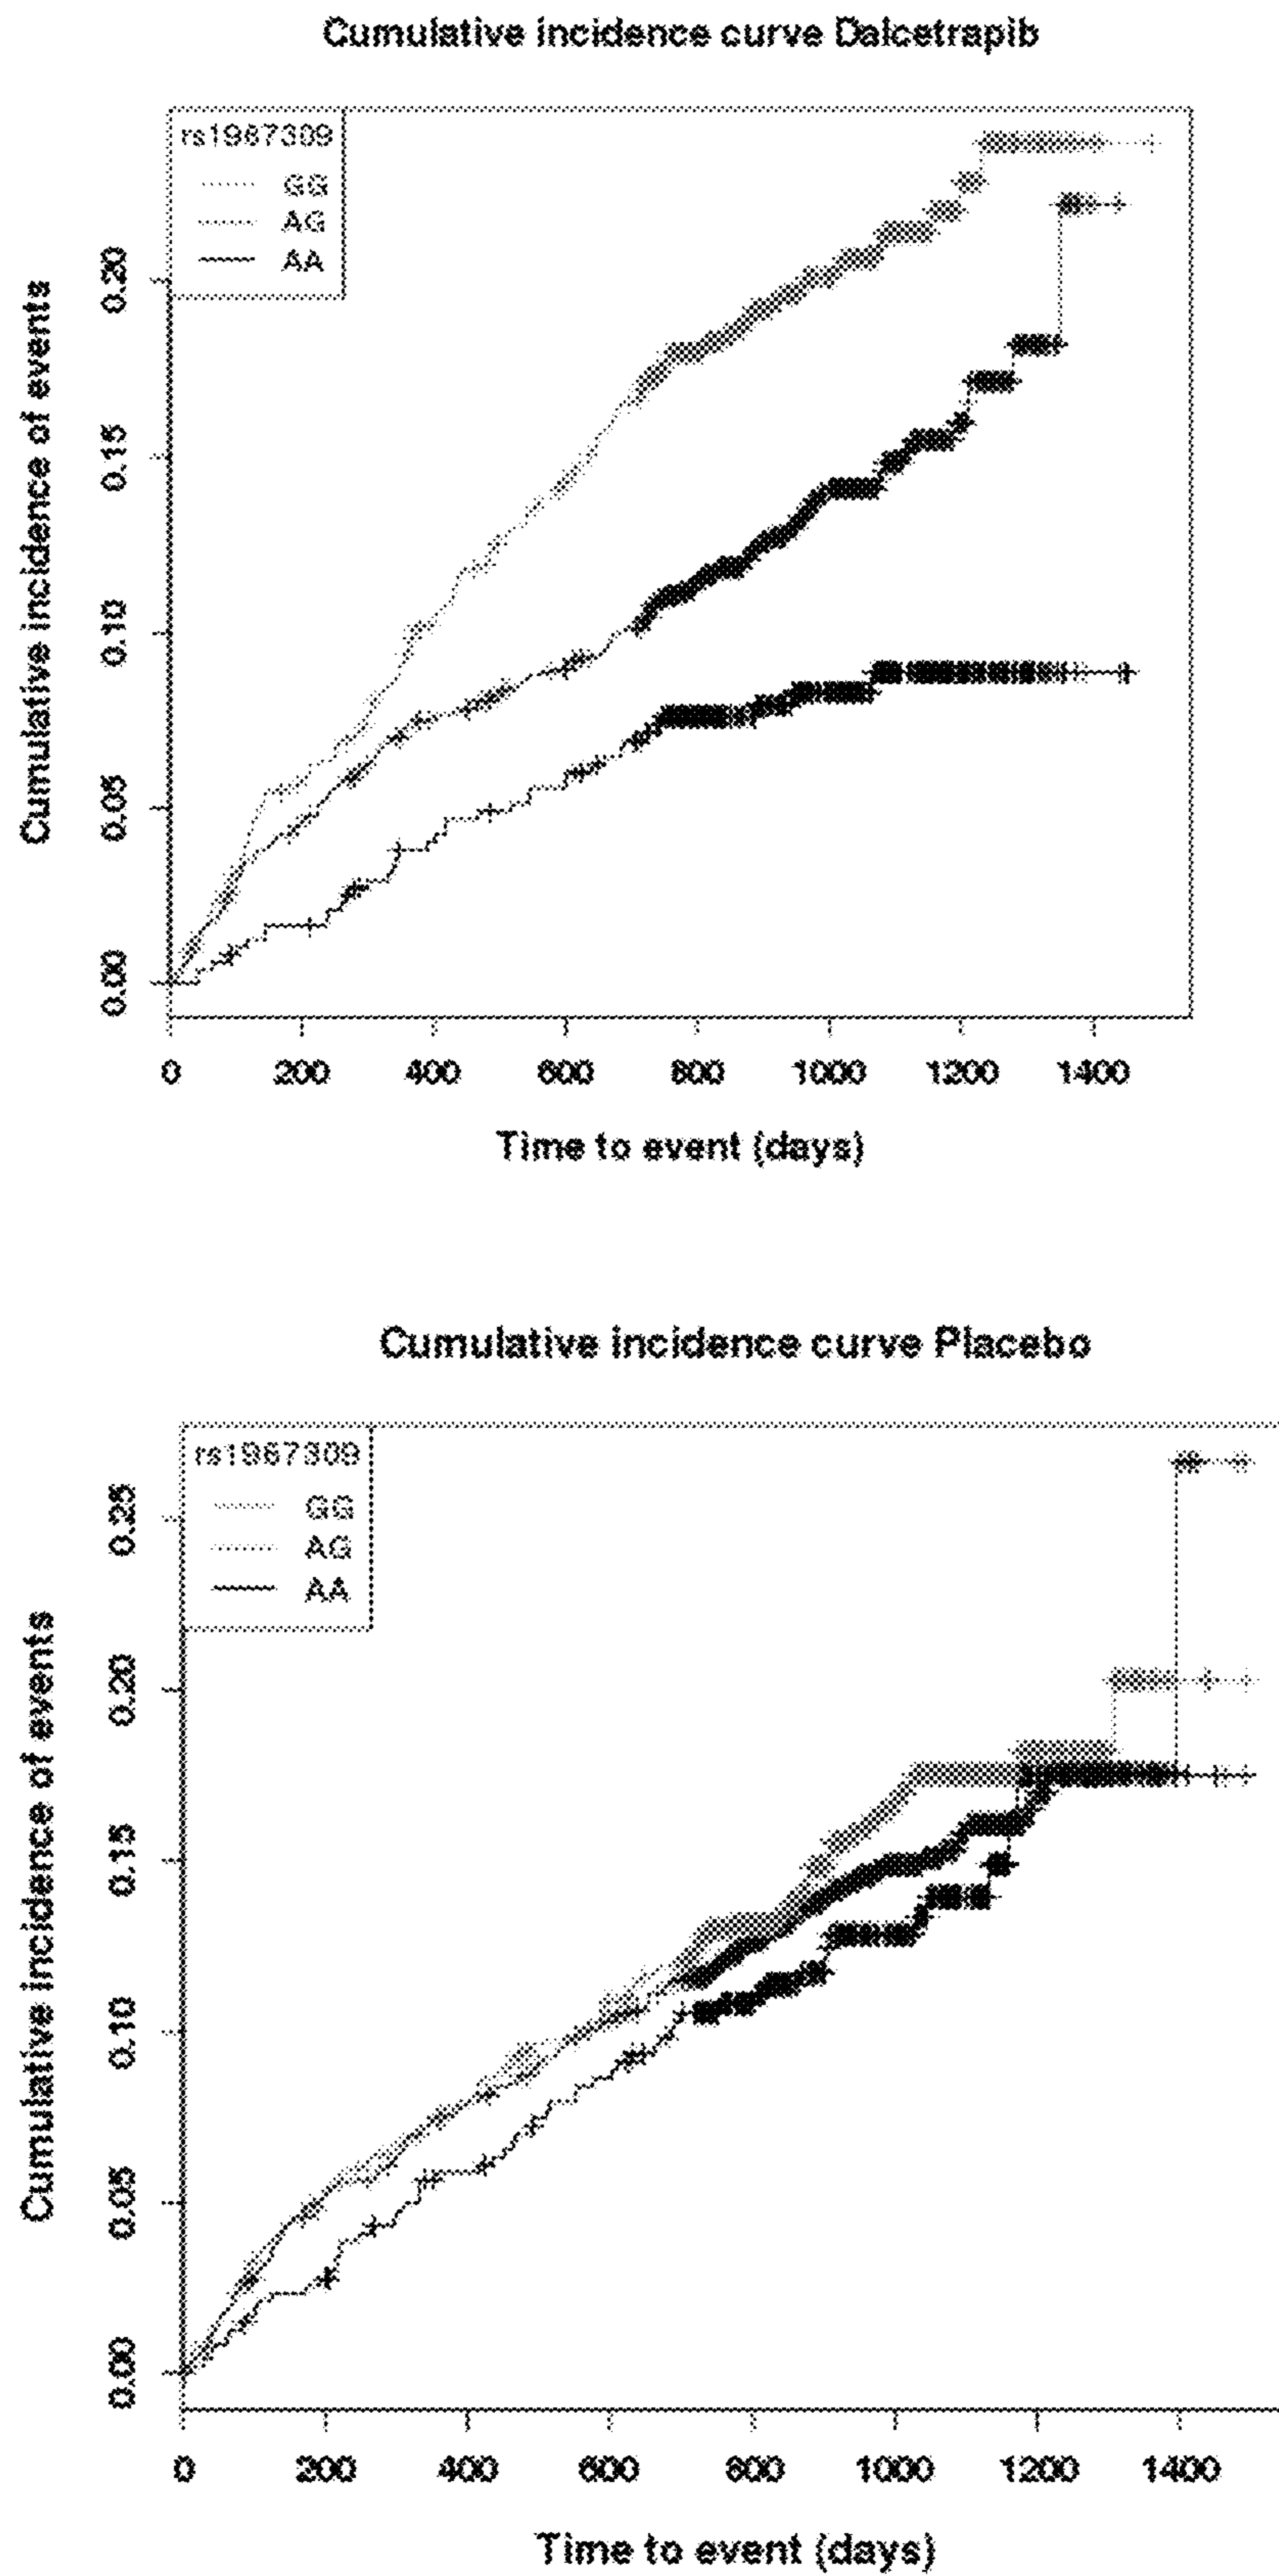 Cumulative incidence curve Dalcetrapib
rs1967309
GG
AG
AA
Cumulative incidence of events
0.00 0.05 0.10 0.15 0.20
0 200 400 600 800 1000 1200 1400
Time to event (days)
Cumulative incidence curve Placebo
rs1967309
GG
AG
AA
Cumulative incidence of events
0.00 0.05 0.10 0.15 0.20 0.25
0 200 400 600 800 1000 1200 1400
Time to event (days)